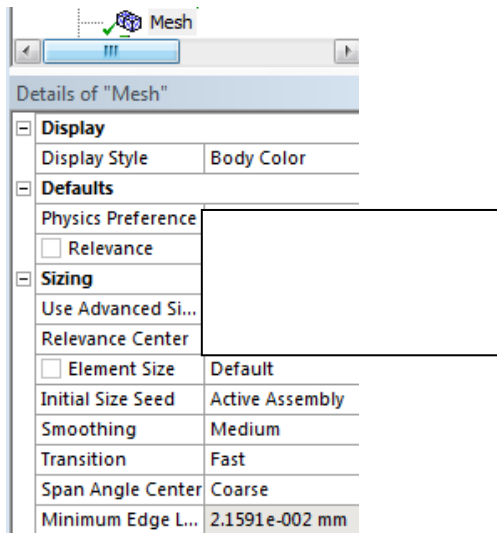 Mesh
Details of "Mesh"
Display
Display Style Body Color
Defaults
Physics Preference
Relevance
Sizing
Use Advanced Si...
Relevance Center
Element Size Default
Initial Size Seed Active Assembly
Smoothing Medium
Transition Fast
Span Angle Center Coarse
Minimum Edge L... 2.1591e-002 mm